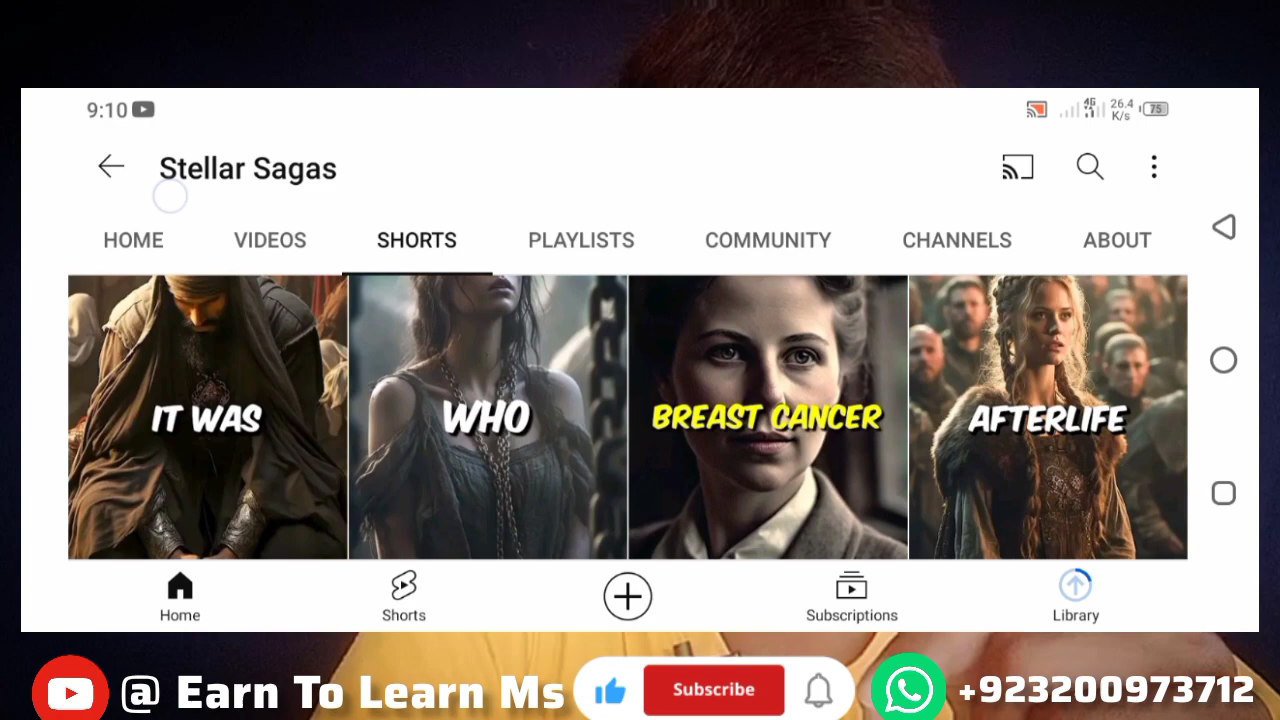 9:10
4G
26.4
K/s
75
Stellar Sagas
HOME VIDEOS SHORTS PLAYLISTS COMMUNITY CHANNELS ABOUT
IT WAS WHO BREAST CANCER AFTERLIFE
Home Shorts Subscriptions Library
@ Earn To Learn Ms Subscribe +923200973712